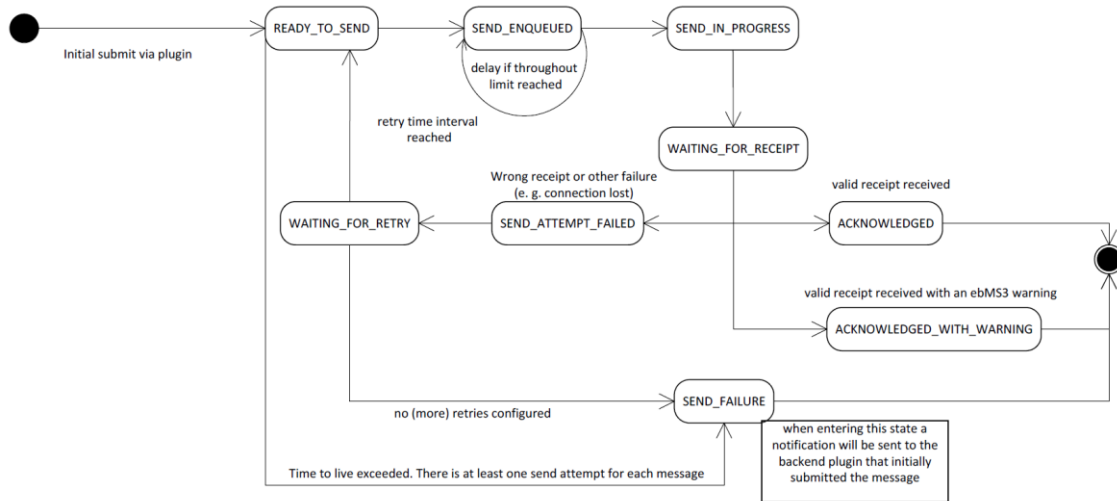 READY_TO_SEND
SEND_ENQUEUED
SEND_IN_PROGRESS
Initial submit via plugin
delay if throughout
limit reached
retry time interval
reached
WAITING_FOR_RECEIPT
Wrong receipt or other failure
(e. g. connection lost)
valid receipt received
WAITING_FOR_RETRY
SEND_ATTEMPT_FAILED
ACKNOWLEDGED
valid receipt received with an ebMS3 warning
ACKNOWLEDGED_WITH_WARNING
no (more) retries configured
SEND_FAILURE
when entering this state a
notification will be sent to the
backend plugin that initially
submitted the message
Time to live exceeded. There is at least one send attempt for each message